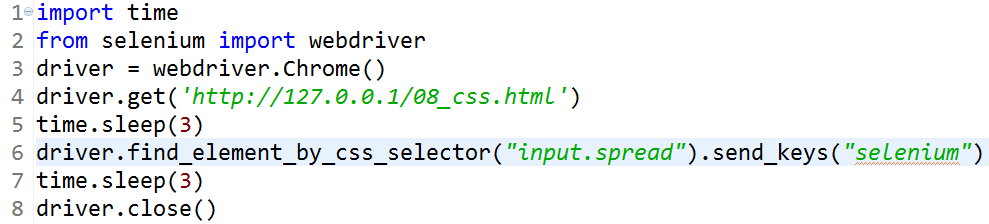 1 import time
2 from selenium import webdriver
3 driver = webdriver.Chrome()
4 driver.get('http://127.0.0.1/08_css.html')
5 time.sleep(3)
6 driver.find_element_by_css_selector("input.spread").send_keys("selenium")
7 time.sleep(3)
8 driver.close()